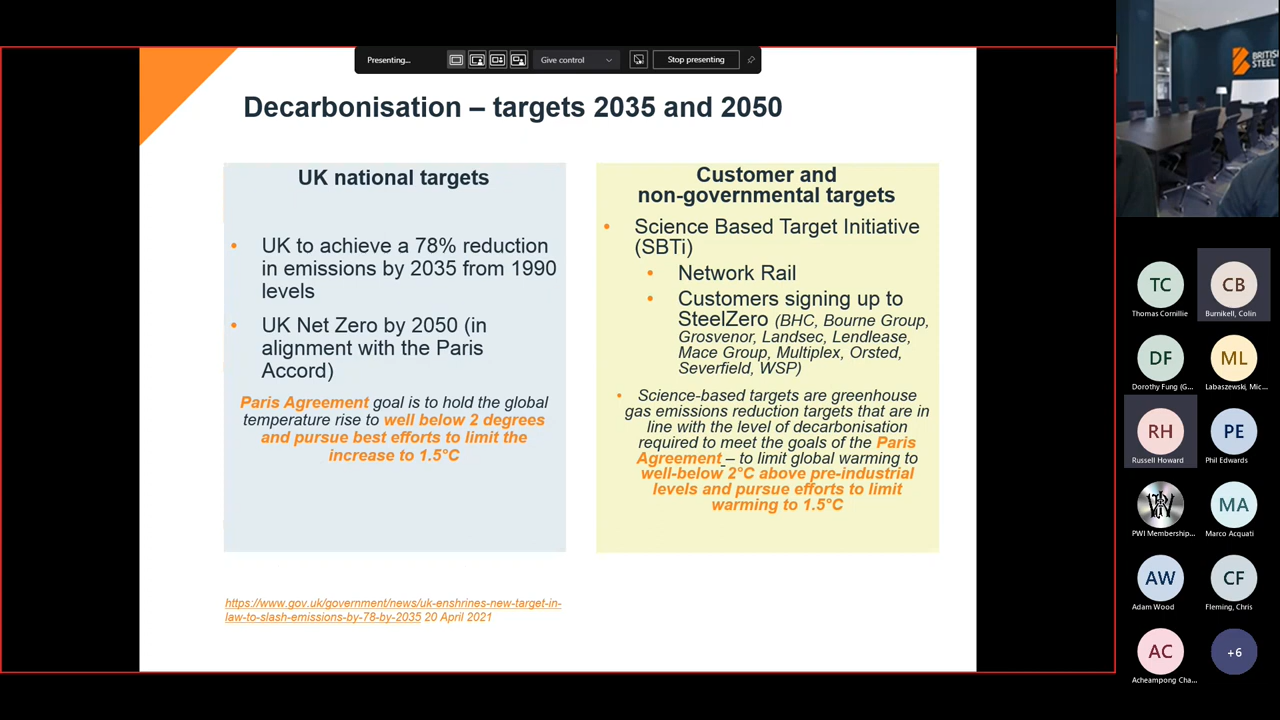 Presenting...
Give control
Stop presenting
BRITISH
STEEL
Decarbonisation – targets 2035 and 2050
UK national targets
• UK to achieve a 78% reduction
in emissions by 2035 from 1990
levels
• UK Net Zero by 2050 (in
alignment with the Paris
Accord)
Paris Agreement goal is to hold the global
temperature rise to well below 2 degrees
and pursue best efforts to limit the
increase to 1.5°C
Customer and
non-governmental targets
• Science Based Target Initiative
(SBTi)
• Network Rail
• Customers signing up to
SteelZero (BHC, Bourne Group,
Grosvenor, Landsec, Lendlease,
Mace Group, Multiplex, Orsted,
Severfield, WSP)
• Science-based targets are greenhouse
gas emissions reduction targets that are in
line with the level of decarbonisation
required to meet the goals of the Paris
Agreement – to limit global warming to
well-below 2°C above pre-industrial
levels and pursue efforts to limit
warming to 1.5°C
https://www.gov.uk/government/news/uk-enshrines-new-target-in-
law-to-slash-emissions-by-78-by-2035 20 April 2021
TC
Thomas Cornillie
CB
Burnikell, Colin
DF
Dorothy Fung (G...
ML
Labaszewski, Mic...
RH
Russell Howard
PE
Phil Edwards
PWI Membership...
MA
Marco Acquati
AW
Adam Wood
CF
Fleming, Chris
AC
Acheampong Cha...
+6